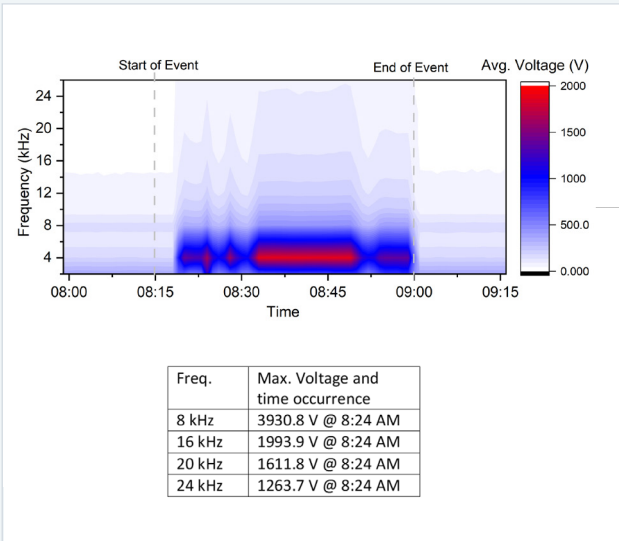 Start of Event
End of Event
Avg. Voltage (V)
24
20
16
12
8
4
Frequency (kHz)
2000
1500
1000
500.0
0.000
08:00 08:15 08:30 08:45 09:00 09:15
Time
Freq. Max. Voltage and
time occurrence
8 kHz 3930.8 V @ 8:24 AM
16 kHz 1993.9 V @ 8:24 AM
20 kHz 1611.8 V @ 8:24 AM
24 kHz 1263.7 V @ 8:24 AM